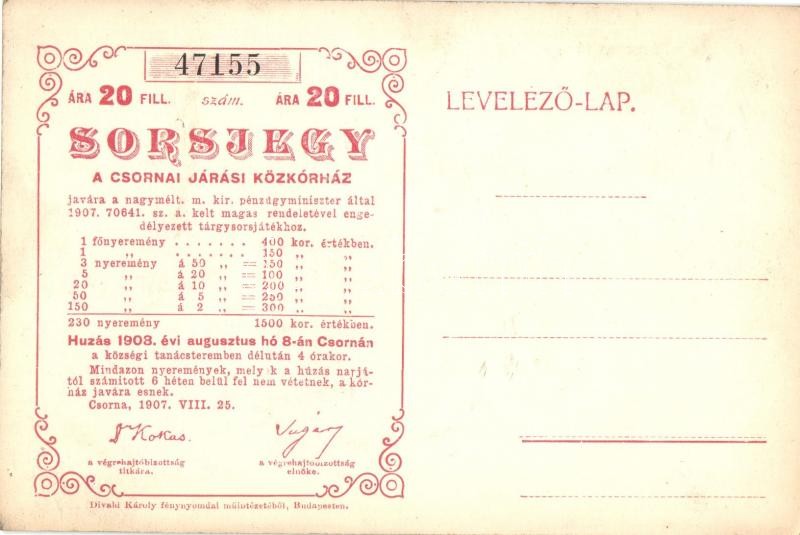 47155
ÁRA 20 FILL. szám. ÁRA 20 FILL.
SORSJEGY
A CSORNAI JÁRÁSI KÖZKÓRHÁZ
javára a nagymélt. m. kir. pénzügyminiszter által
1907. 70641. sz. a. kelt magas rendeletével enge-
délyezett tárgysorsjátékhoz.
1 főnyeremény . . . . . . . 400 kor. értékben.
1 „ . . . . . . . 150 „ „
3 nyeremény á 50 „ = 150 „ „
5 „ á 20 „ = 100 „ „
20 „ á 10 „ = 200 „ „
50 „ á 5 „ = 250 „ „
150 „ á 2 „ = 300 „ „
230 nyeremény 1500 kor. értékben.
Huzás 1908. évi augusztus hó 8-án Csornán
a községi tanácsteremben délután 4 órakor.
Mindazon nyeremények, melyek a húzás napjá-
tól számitott 6 héten belül fel nem vétetnek, a kór-
ház javára esnek.
Csorna, 1907. VIII. 25.
Dr Kokas.
a végrehajtóbizottság
titkára.
a végrehajtóbizottság
elnöke.
Divald Károly fénynyomdai műintézetéből, Budapesten.
LEVELEZŐ-LAP.